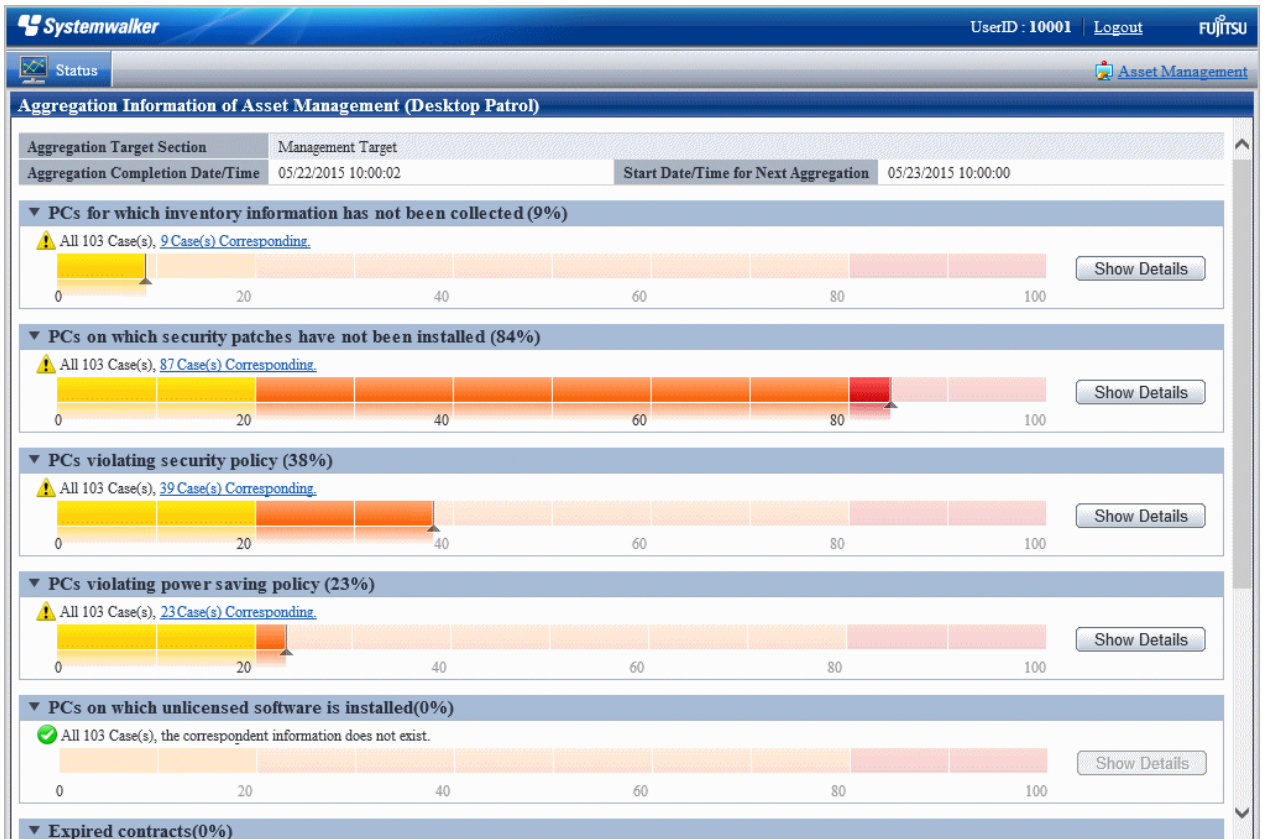 Systemwalker UserID : 10001 Logout FUJITSU
Status Asset Management
Aggregation Information of Asset Management (Desktop Patrol)
Aggregation Target Section Management Target
Aggregation Completion Date/Time 05/22/2015 10:00:02 Start Date/Time for Next Aggregation 05/23/2015 10:00:00
PCs for which inventory information has not been collected (9%)
All 103 Case(s), 9 Case(s) Corresponding.
Show Details
0 20 40 60 80 100
PCs on which security patches have not been installed (84%)
All 103 Case(s), 87 Case(s) Corresponding.
Show Details
0 20 40 60 80 100
PCs violating security policy (38%)
All 103 Case(s), 39 Case(s) Corresponding.
Show Details
0 20 40 60 80 100
PCs violating power saving policy (23%)
All 103 Case(s), 23 Case(s) Corresponding.
Show Details
0 20 40 60 80 100
PCs on which unlicensed software is installed(0%)
All 103 Case(s), the correspondent information does not exist.
Show Details
0 20 40 60 80 100
Expired contracts(0%)